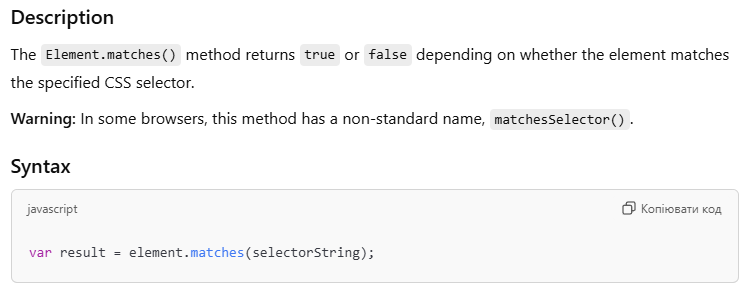 Description
The Element.matches() method returns true or false depending on whether the element matches
the specified CSS selector.
Warning: In some browsers, this method has a non-standard name, matchesSelector().
Syntax
javascript Копіювати код
var result = element.matches(selectorString);